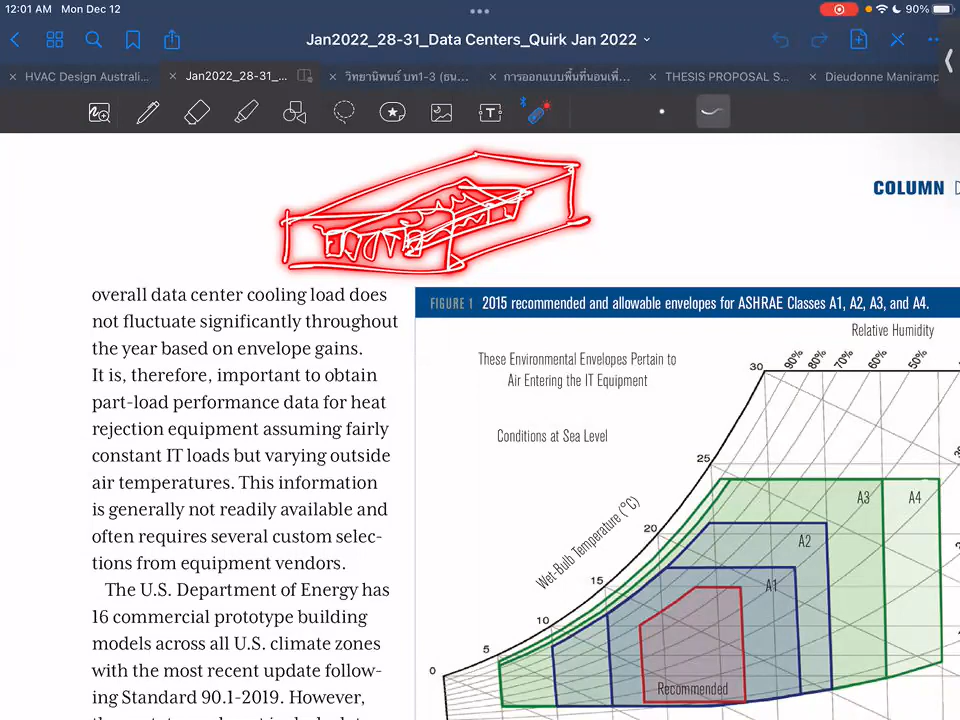 12:01 AM Mon Dec 12
90%
Jan2022_28-31_Data Centers_Quirk Jan 2022
HVAC Design Australi...
Jan2022_28-31_...
วิทยานิพนธ์ บท1-3 (ธน...
การออกแบบพื้นที่นอนเพื่...
THESIS PROPOSAL S...
Dieudonne Maniramp
COLUMN
overall data center cooling load does
not fluctuate significantly throughout
the year based on envelope gains.
It is, therefore, important to obtain
part-load performance data for heat
rejection equipment assuming fairly
constant IT loads but varying outside
air temperatures. This information
is generally not readily available and
often requires several custom selec-
tions from equipment vendors.
The U.S. Department of Energy has
16 commercial prototype building
models across all U.S. climate zones
with the most recent update follow-
ing Standard 90.1-2019. However,
FIGURE 1 2015 recommended and allowable envelopes for ASHRAE Classes A1, A2, A3, and A4.
Relative Humidity
These Environmental Envelopes Pertain to
Air Entering the IT Equipment
Conditions at Sea Level
90%
80%
70%
60%
50%
30
25
20
15
10
5
0
Wet-Bulb Temperature (°C)
A3
A4
A2
A1
Recommended